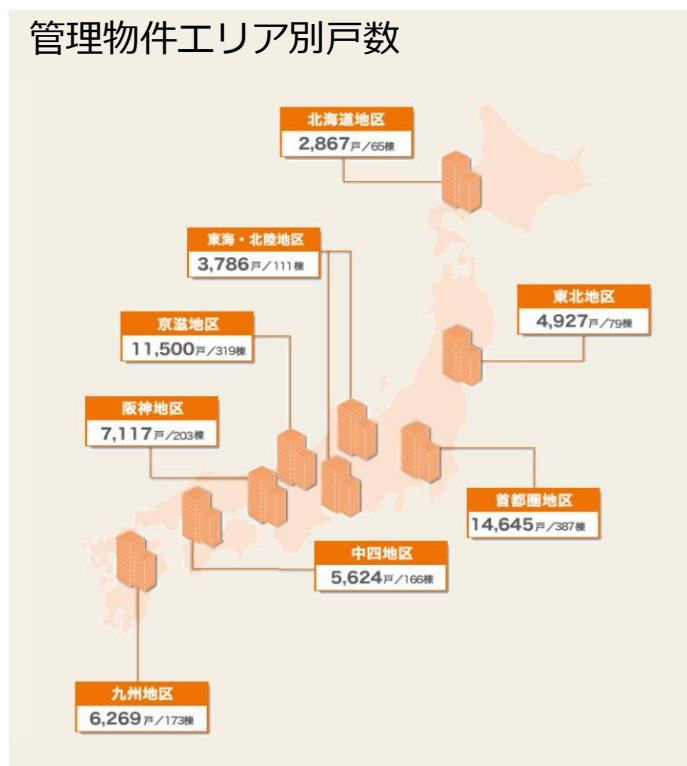 管理物件エリア別戸数
北海道地区
2,867戸/65棟
東海・北陸地区
3,786戸/111棟
東北地区
4,927戸/79棟
京滋地区
11,500戸/319棟
阪神地区
7,117戸/203棟
首都圏地区
14,645戸/387棟
中四地区
5,624戸/166棟
九州地区
6,269戸/173棟